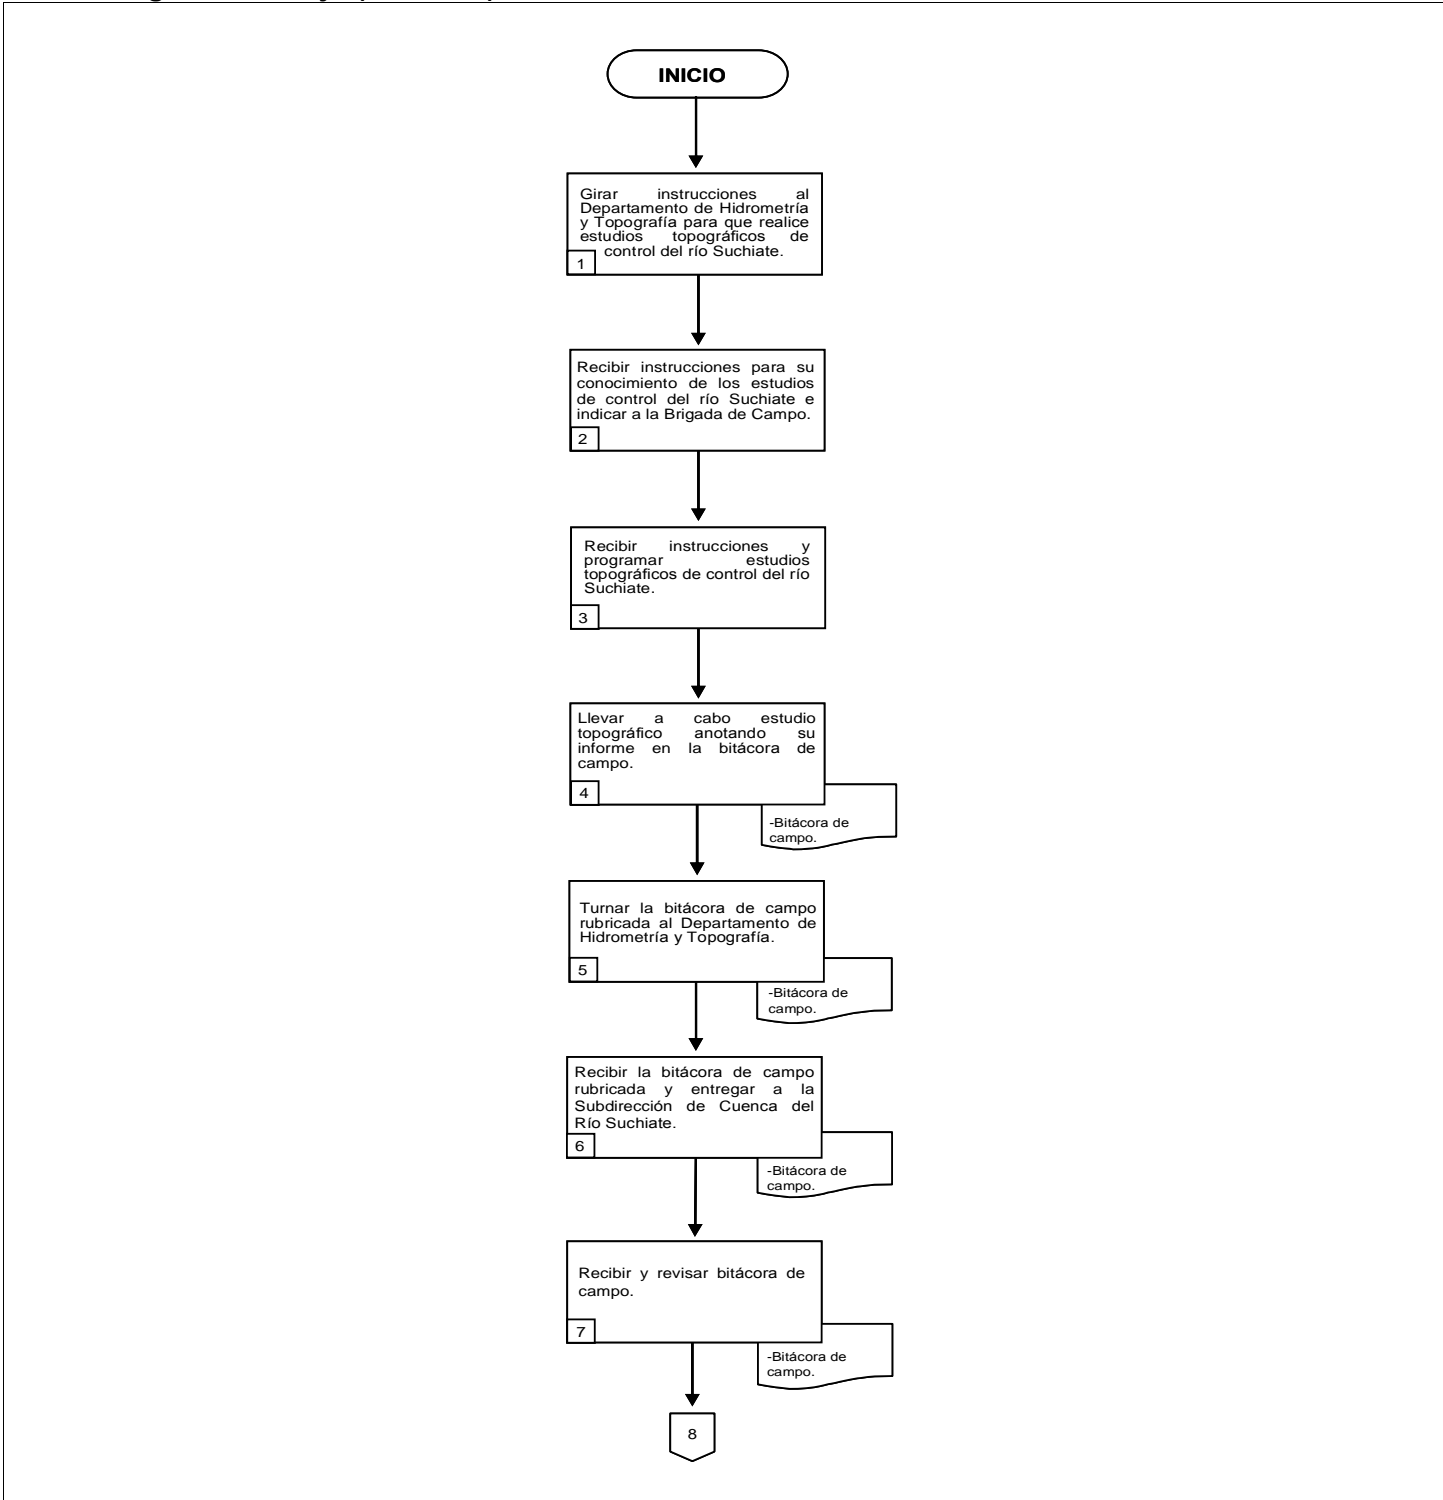 INICIO
Girar instrucciones al
Departamento de Hidrometría
y Topografía para que realice
estudios topográficos de
control del río Suchiate.
1
Recibir instrucciones para su
conocimiento de los estudios
de control del río Suchiate e
indicar a la Brigada de Campo.
2
Recibir instrucciones y
programar estudios
topográficos de control del río
Suchiate.
3
Llevar a cabo estudio
topográfico anotando su
informe en la bitácora de
campo.
4
-Bitácora de
campo.
Turnar la bitácora de campo
rubricada al Departamento de
Hidrometría y Topografía.
5
-Bitácora de
campo.
Recibir la bitácora de campo
rubricada y entregar a la
Subdirección de Cuenca del
Río Suchiate.
6
-Bitácora de
campo.
Recibir y revisar bitácora de
campo.
7
-Bitácora de
campo.
8